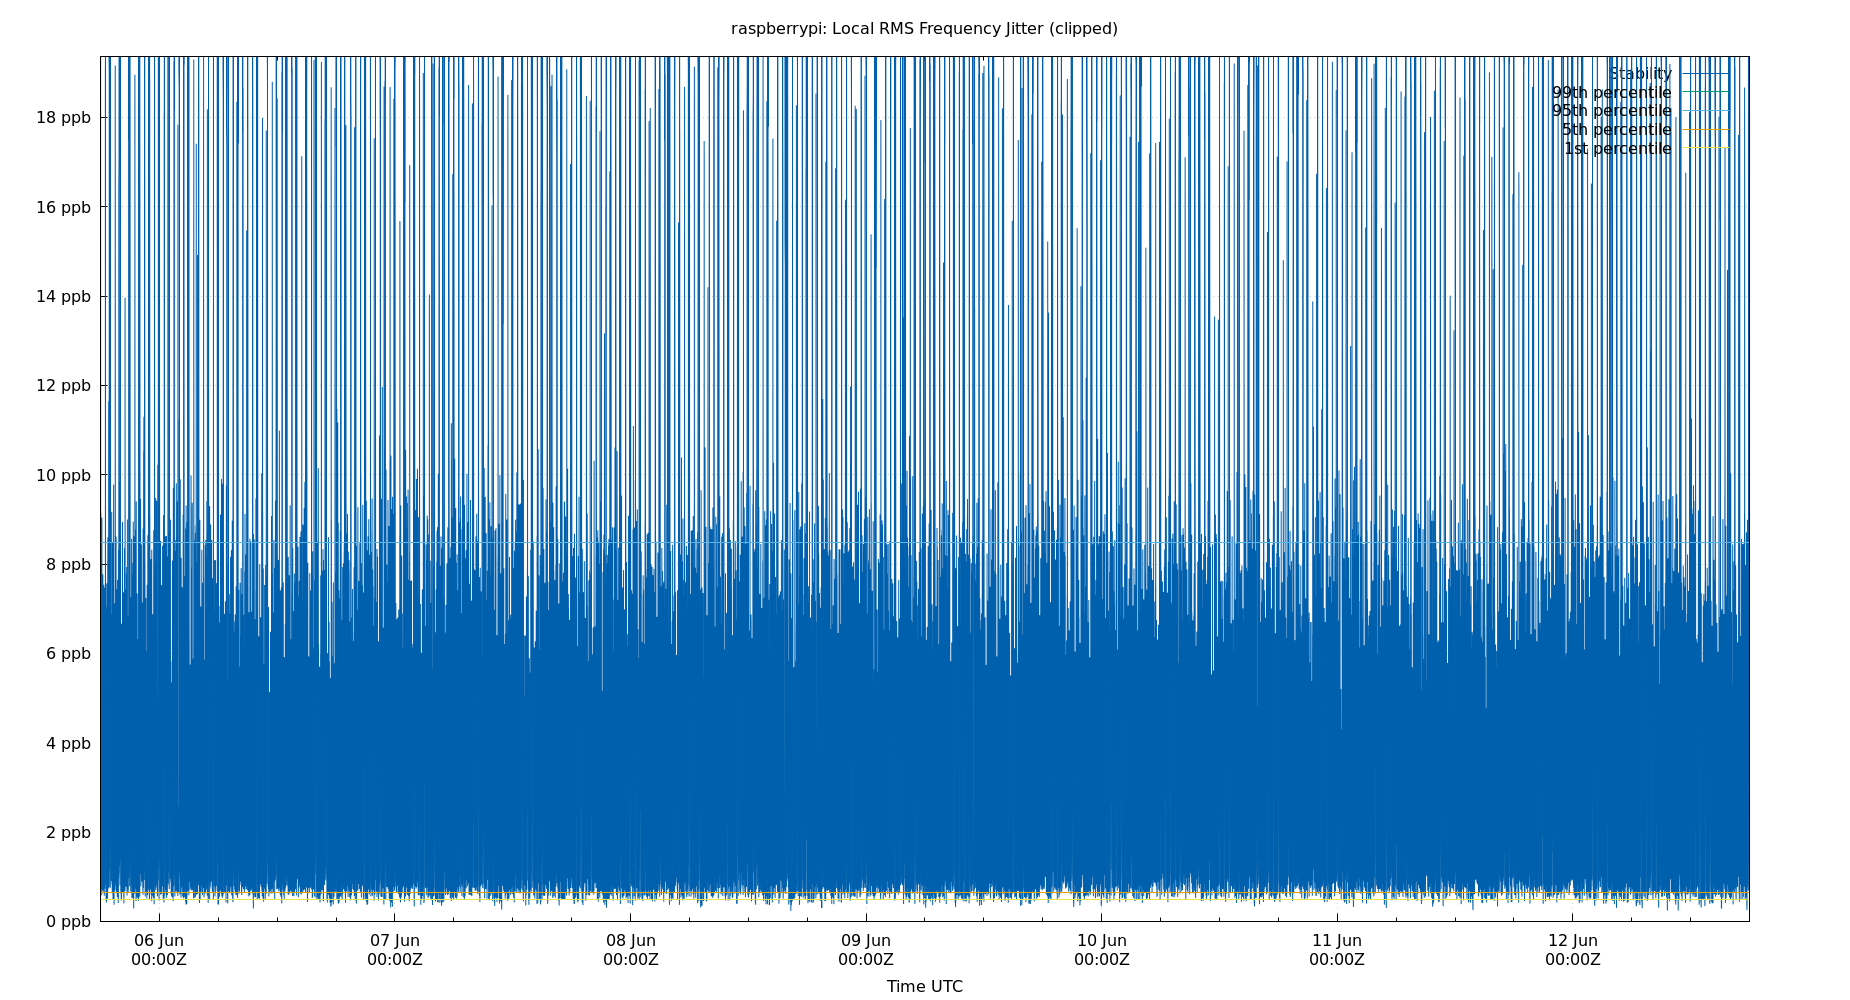 raspberrypi: Local RMS Frequency Jitter (clipped)
Stability
99th percentile
95th percentile
5th percentile
1st percentile
18 ppb
16 ppb
14 ppb
12 ppb
10 ppb
8 ppb
6 ppb
4 ppb
2 ppb
0 ppb
06 Jun 07 Jun 08 Jun 09 Jun 10 Jun 11 Jun 12 Jun
00:00Z 00:00Z 00:00Z 00:00Z 00:00Z 00:00Z 00:00Z
Time UTC